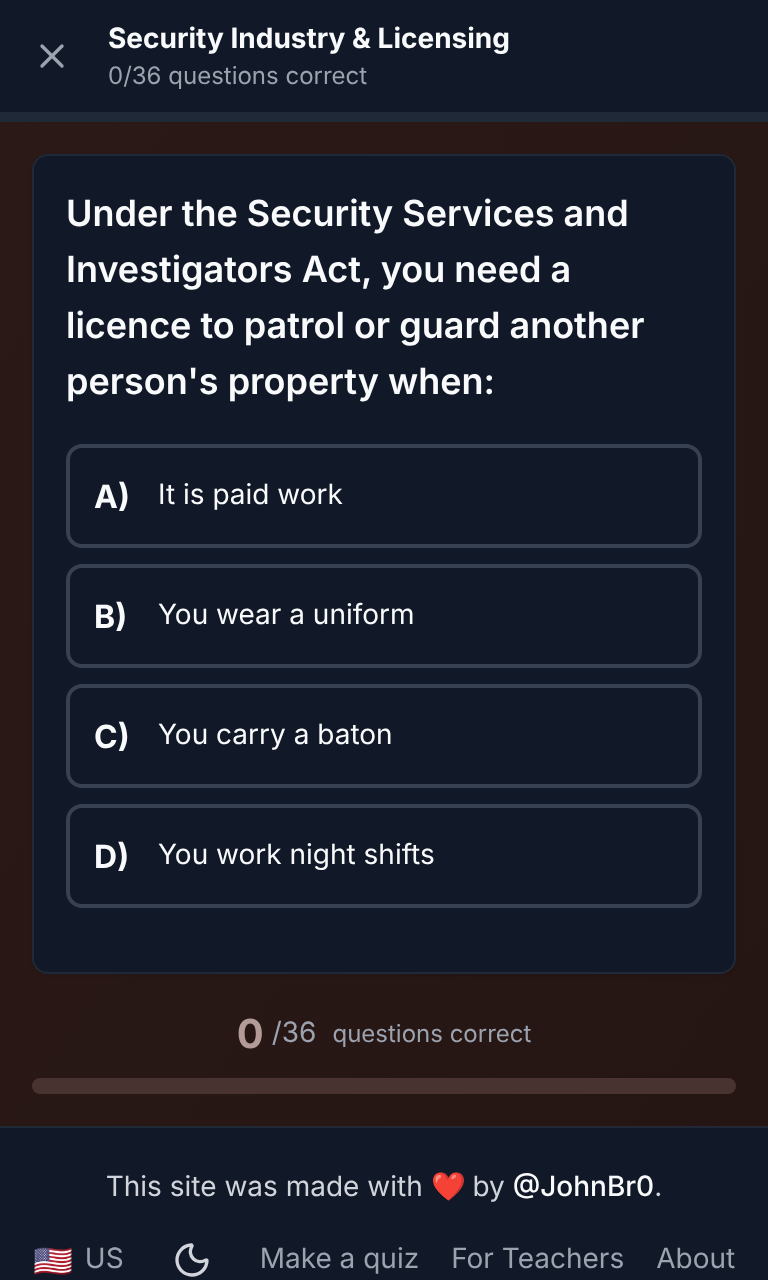 Security Industry & Licensing
0/36 questions correct
Under the Security Services and
Investigators Act, you need a
licence to patrol or guard another
person's property when:
A) It is paid work
B) You wear a uniform
C) You carry a baton
D) You work night shifts
0 /36 questions correct
This site was made with ❤️ by @JohnBr0.
🇺🇸 US Make a quiz For Teachers About